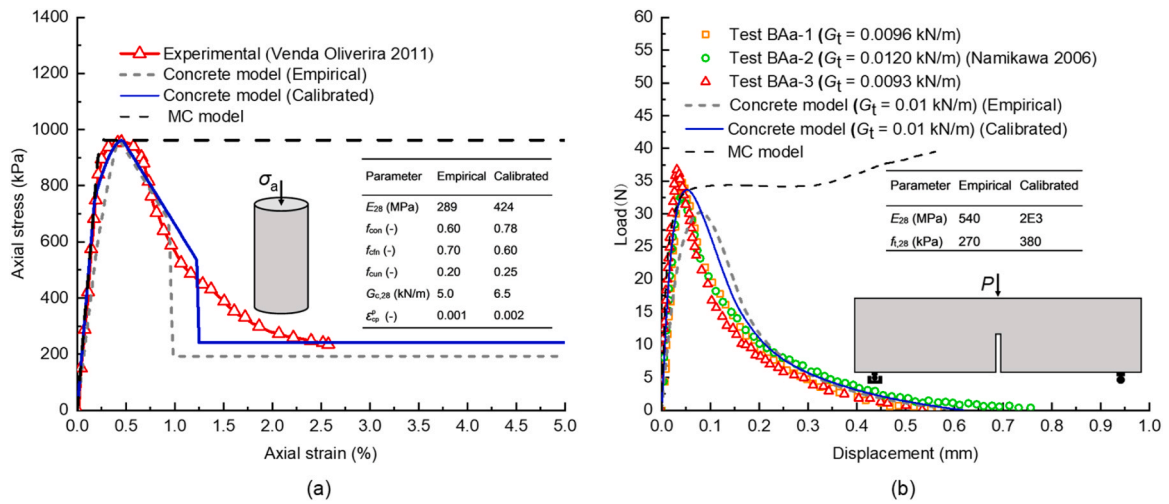 1400
1200
1000
800
600
400
200
0
Axial stress (kPa)
Experimental (Venda Oliverira 2011)
Concrete model (Empirical)
Concrete model (Calibrated)
MC model
σa
Parameter Empirical Calibrated
E28 (MPa) 289 424
fcon (-) 0.60 0.78
fcfn (-) 0.70 0.60
fcun (-) 0.20 0.25
Gc,28 (kN/m) 5.0 6.5
εpcp (-) 0.001 0.002
0.0 0.5 1.0 1.5 2.0 2.5 3.0 3.5 4.0 4.5 5.0
Axial strain (%)
(a)
60
55
50
45
40
35
30
25
20
15
10
5
0
Load (N)
Test BAa-1 (Gt = 0.0096 kN/m)
Test BAa-2 (Gt = 0.0120 kN/m) (Namikawa 2006)
Test BAa-3 (Gt = 0.0093 kN/m)
Concrete model (Gt = 0.01 kN/m) (Empirical)
Concrete model (Gt = 0.01 kN/m) (Calibrated)
MC model
Parameter Empirical Calibrated
E28 (MPa) 540 2E3
ft,28 (kPa) 270 380
P
0.0 0.1 0.2 0.3 0.4 0.5 0.6 0.7 0.8 0.9 1.0
Displacement (mm)
(b)